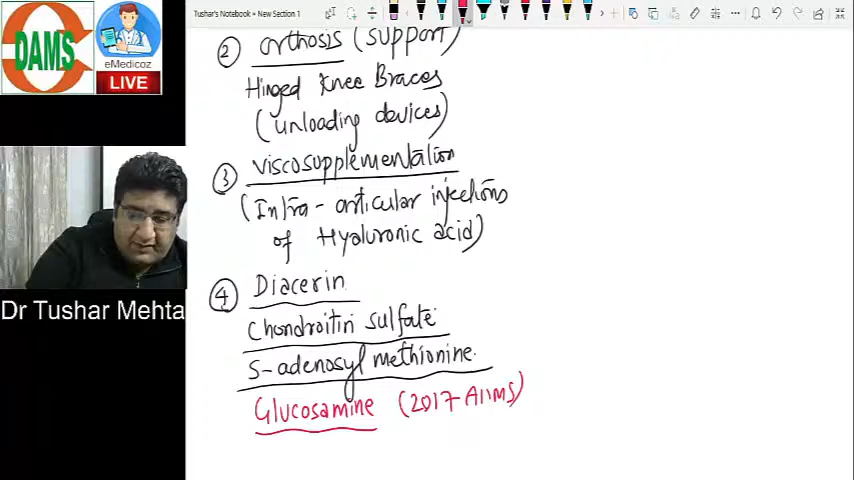 DAMS
eMedicoz
LIVE
Dr Tushar Mehta
Tushar's Notebook » New Section 1
② orthosis (support)
Hinged Knee Braces
(unloading devices)
③ viscosupplementation
(Intra-articular injections
of Hyaluronic acid)
④ Diacerin
Chondroitin sulfate
S-adenosyl methionine
Glucosamine (2017-AIIMS)